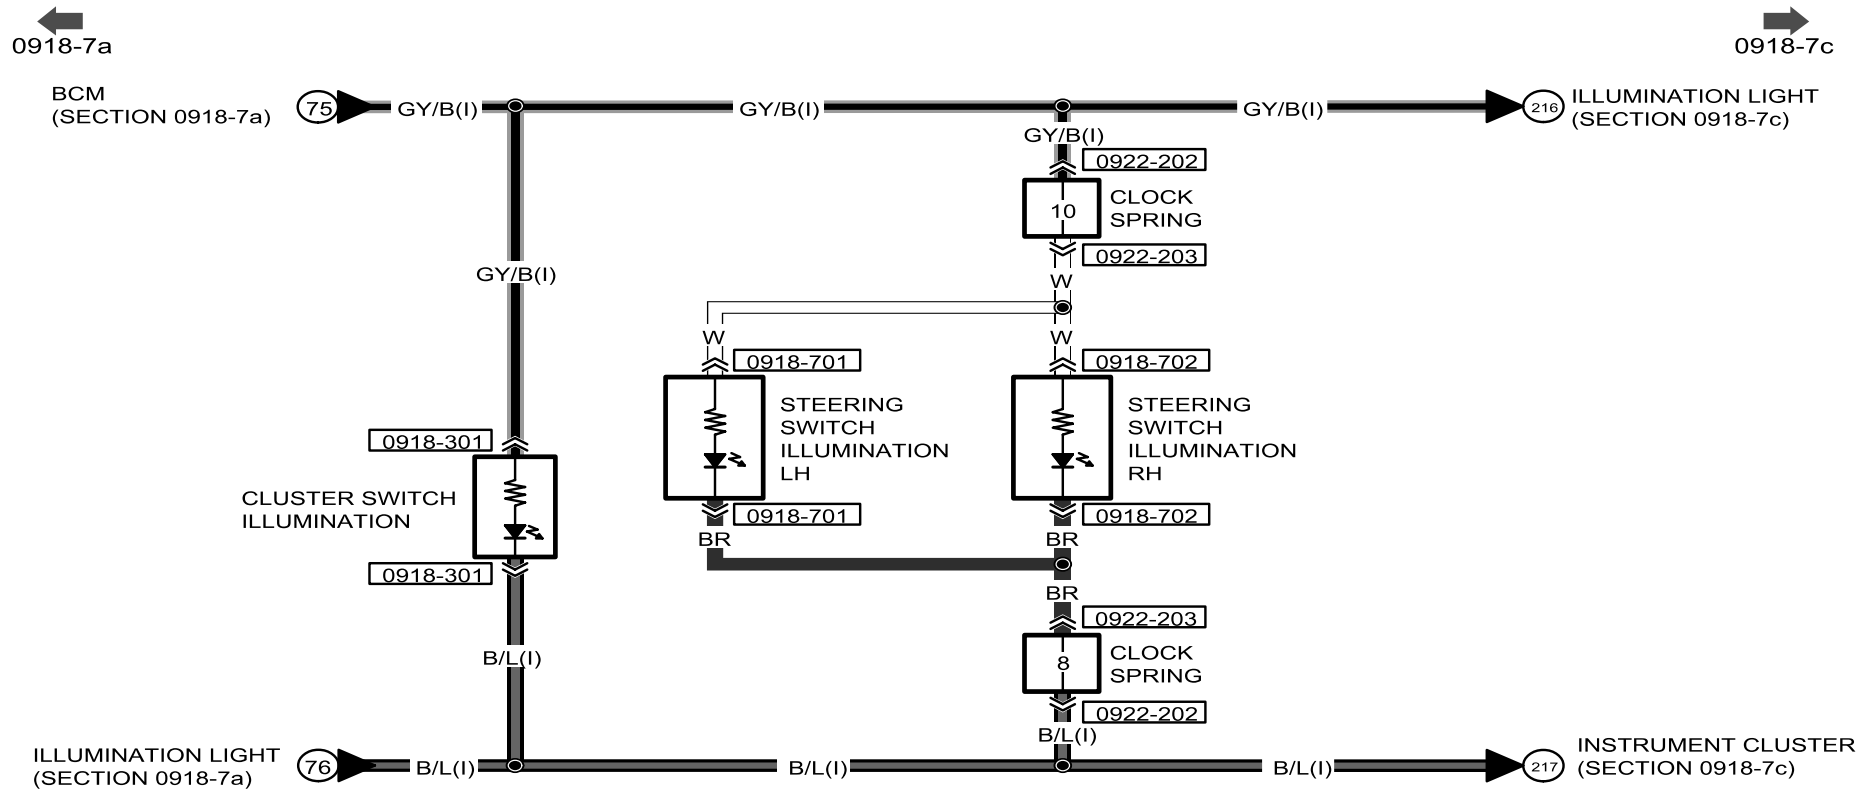 0918-7a
0918-7c
BCM
(SECTION 0918-7a)
75
GY/B(I)
GY/B(I)
GY/B(I)
216
ILLUMINATION LIGHT
(SECTION 0918-7c)
GY/B(I)
0922-202
10
CLOCK
SPRING
0922-203
GY/B(I)
W
W
W
0918-701
0918-702
STEERING
SWITCH
ILLUMINATION
LH
STEERING
SWITCH
ILLUMINATION
RH
0918-301
CLUSTER SWITCH
ILLUMINATION
0918-301
0918-701
0918-702
BR
BR
BR
0922-203
8
CLOCK
SPRING
0922-202
B/L(I)
B/L(I)
ILLUMINATION LIGHT
(SECTION 0918-7a)
76
B/L(I)
B/L(I)
B/L(I)
217
INSTRUMENT CLUSTER
(SECTION 0918-7c)